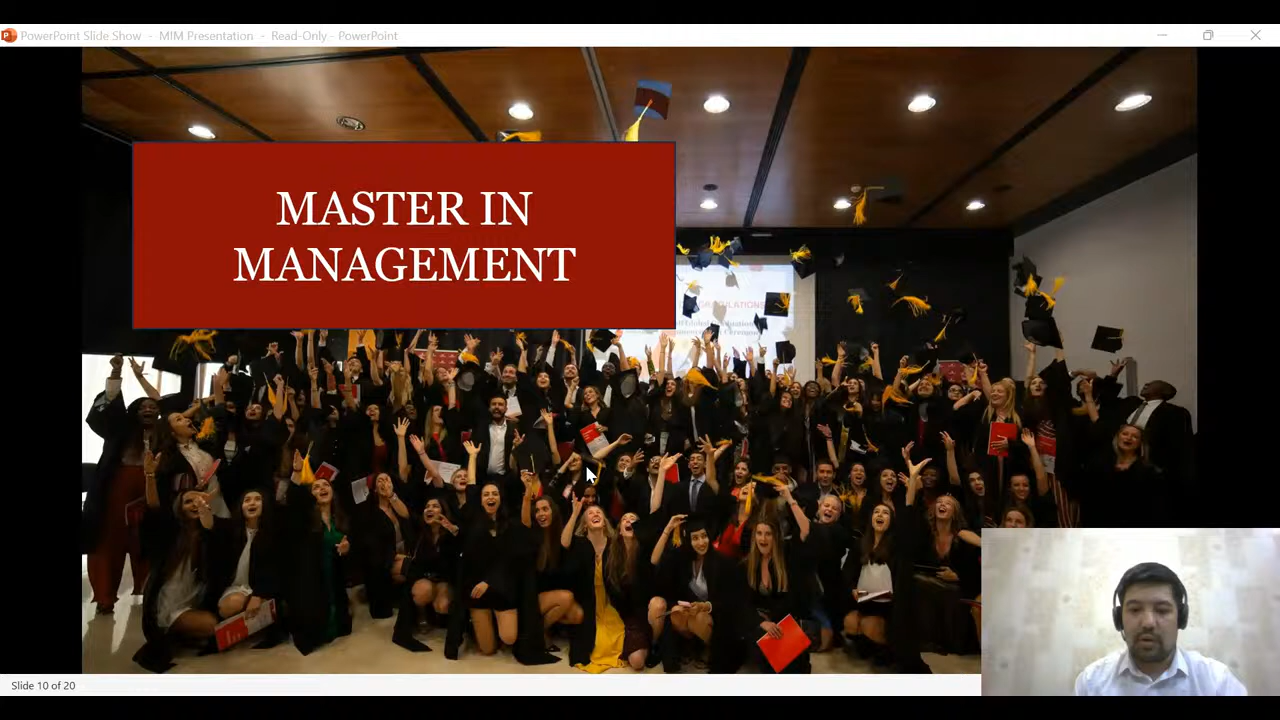 PowerPoint Slide Show - MIM Presentation - Read-Only - PowerPoint
MASTER IN
MANAGEMENT
Slide 10 of 20